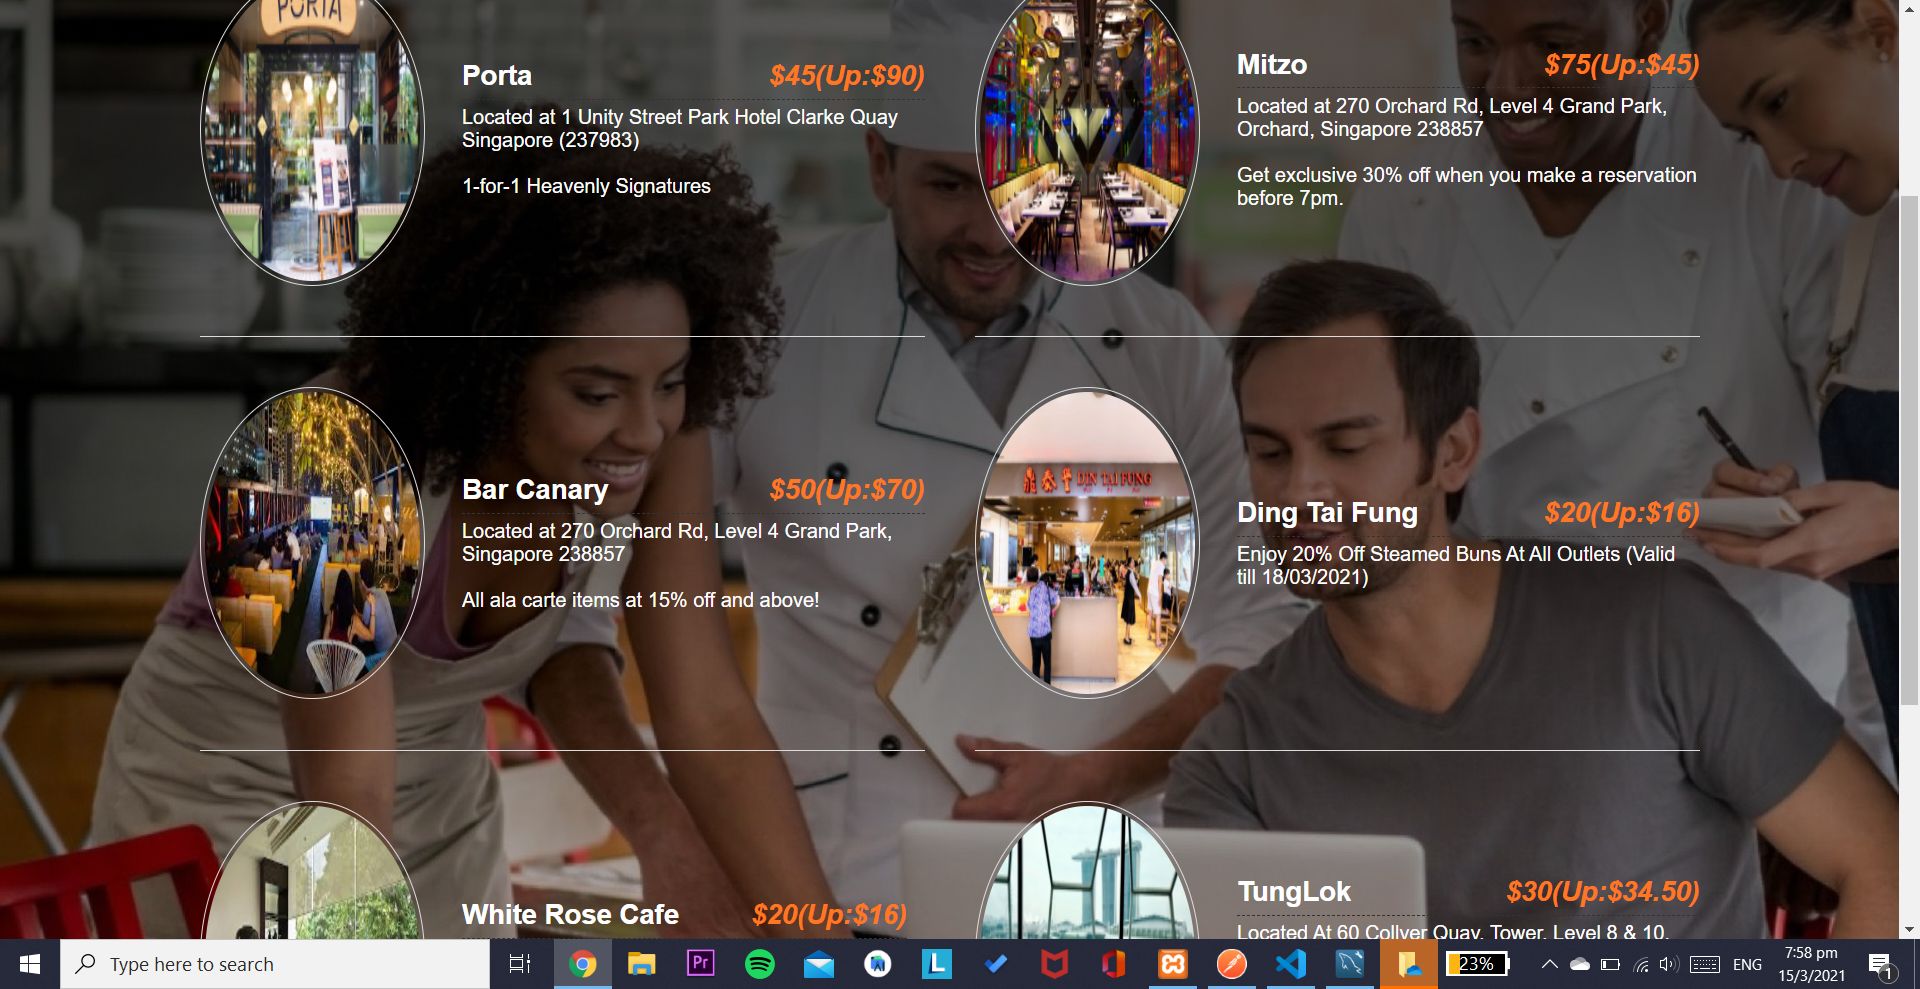 PORTA
Porta $45(Up:$90)
Located at 1 Unity Street Park Hotel Clarke Quay
Singapore (237983)
1-for-1 Heavenly Signatures
Mitzo $75(Up:$45)
Located at 270 Orchard Rd, Level 4 Grand Park,
Orchard, Singapore 238857
Get exclusive 30% off when you make a reservation
before 7pm.
Bar Canary $50(Up:$70)
Located at 270 Orchard Rd, Level 4 Grand Park,
Singapore 238857
All ala carte items at 15% off and above!
鼎泰豐 DIN TAI FUNG
Ding Tai Fung $20(Up:$16)
Enjoy 20% Off Steamed Buns At All Outlets (Valid
till 18/03/2021)
White Rose Cafe $20(Up:$16)
TungLok $30(Up:$34.50)
Located At 60 Collyer Quay, Tower, Level 8 & 10,
Type here to search
Pr
L
23%
ENG
7:58 pm
15/3/2021
1